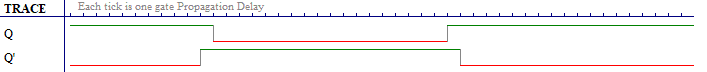 TRACE
Each tick is one gate Propagation Delay.
Q
Q'